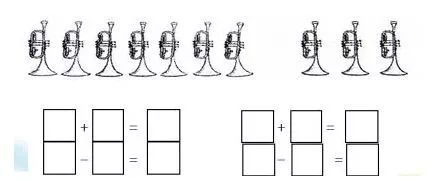 + = + =
− = − =